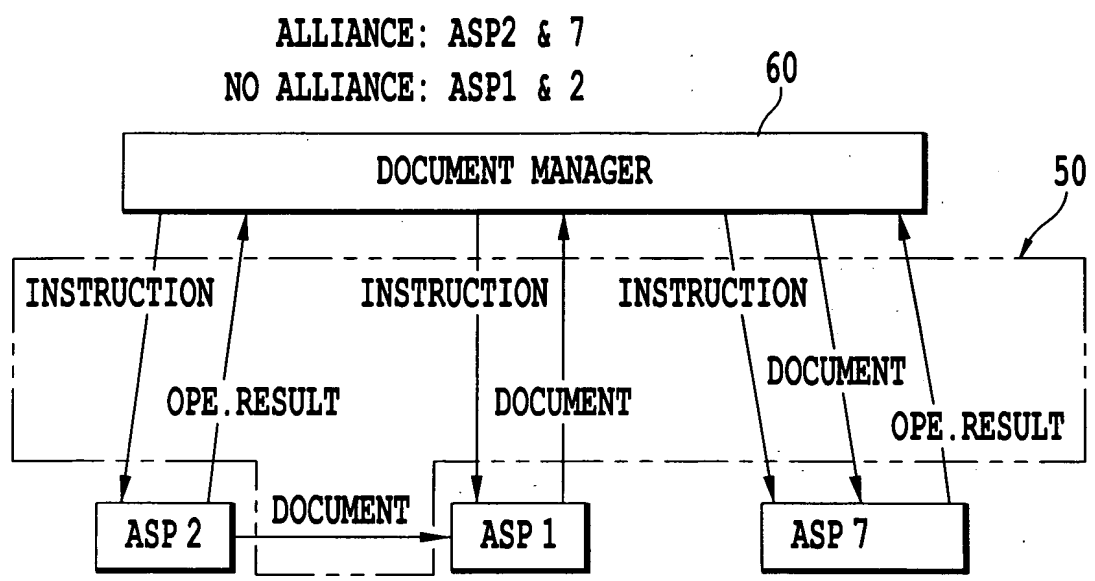 ALLIANCE: ASP2 & 7
NO ALLIANCE: ASP1 & 2
60
DOCUMENT MANAGER
50
INSTRUCTION
INSTRUCTION
INSTRUCTION
OPE.RESULT
DOCUMENT
DOCUMENT
OPE.RESULT
ASP 2
DOCUMENT
ASP 1
ASP 7